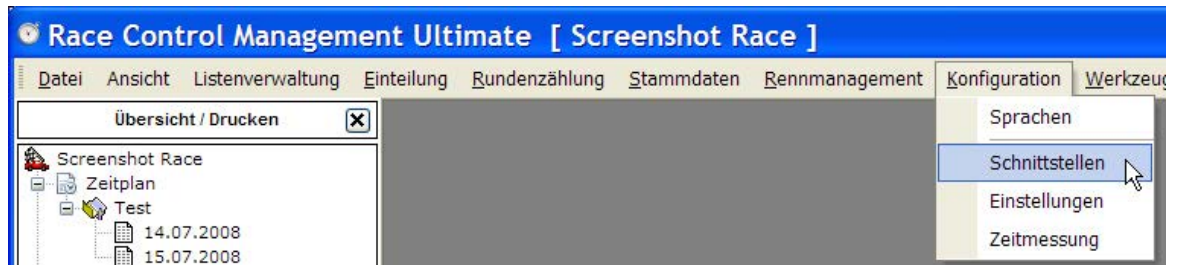 Race Control Management Ultimate [ Screenshot Race ]
Datei Ansicht Listenverwaltung Einteilung Rundenzählung Stammdaten Rennmanagement Konfiguration Werkzeug
Übersicht / Drucken
Screenshot Race
Zeitplan
Test
14.07.2008
15.07.2008
Sprachen
Schnittstellen
Einstellungen
Zeitmessung